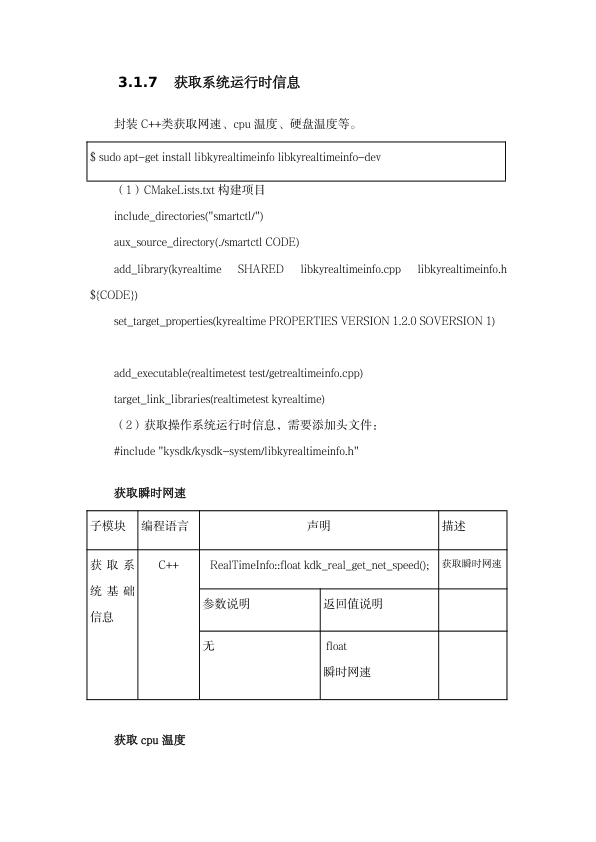 3.1.7 获取系统运行时信息
封装 C++类获取网速、cpu 温度、硬盘温度等。
$ sudo apt-get install libkyrealtimeinfo libkyrealtimeinfo-dev
（1）CMakeLists.txt 构建项目
include_directories("smartctl/")
aux_source_directory(./smartctl CODE)
add_library(kyrealtime SHARED libkyrealtimeinfo.cpp libkyrealtimeinfo.h
${CODE})
set_target_properties(kyrealtime PROPERTIES VERSION 1.2.0 SOVERSION 1)
add_executable(realtimetest test/getrealtimeinfo.cpp)
target_link_libraries(realtimetest kyrealtime)
（2）获取操作系统运行时信息，需要添加头文件：
#include "kysdk/kysdk-system/libkyrealtimeinfo.h"
获取瞬时网速
子模块 编程语言 声明 描述
获取系 C++ RealTimeInfo::float kdk_real_get_net_speed(); 获取瞬时网速
统基础
信息
参数说明 返回值说明
无 float
瞬时网速
获取 cpu 温度